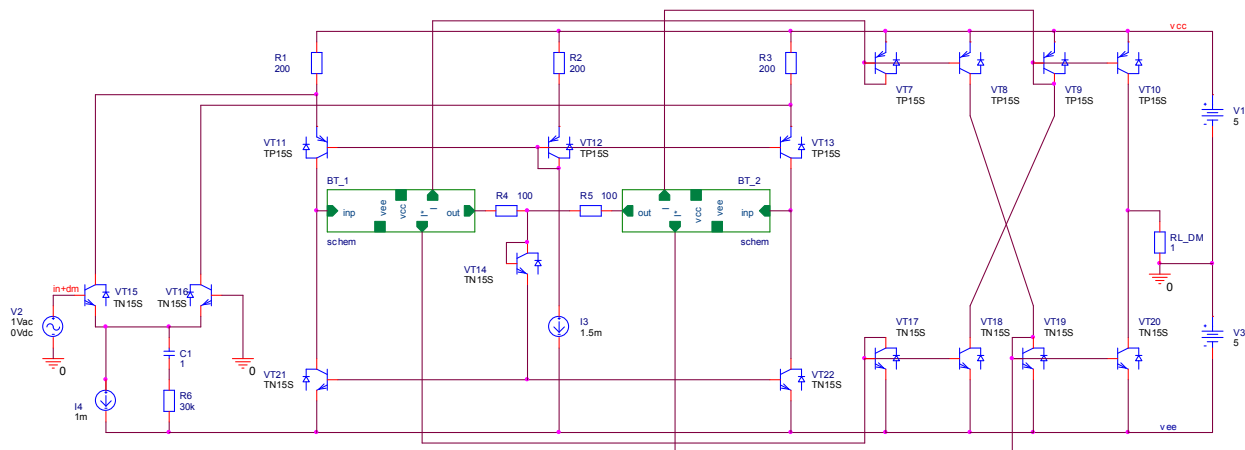 vcc
R1
200
R2
200
R3
200
VT7
TP15S
VT8
TP15S
VT9
TP15S
VT10
TP15S
V1
5
VT11
TP15S
VT12
TP15S
VT13
TP15S
BT_1
inp
vee
vcc
I
I*
out
schem
R4 100
R5 100
BT_2
out
I
I*
vcc
vee
inp
schem
VT14
TN15S
RL_DM
1
0
in+dm
VT15
TN15S
VT16
TN15S
V2
1Vac
0Vdc
0
C1
1
0
I3
1.5m
VT17
TN15S
VT18
TN15S
VT19
TN15S
VT20
TN15S
V3
5
VT21
TN15S
VT22
TN15S
I4
1m
R6
30k
vee